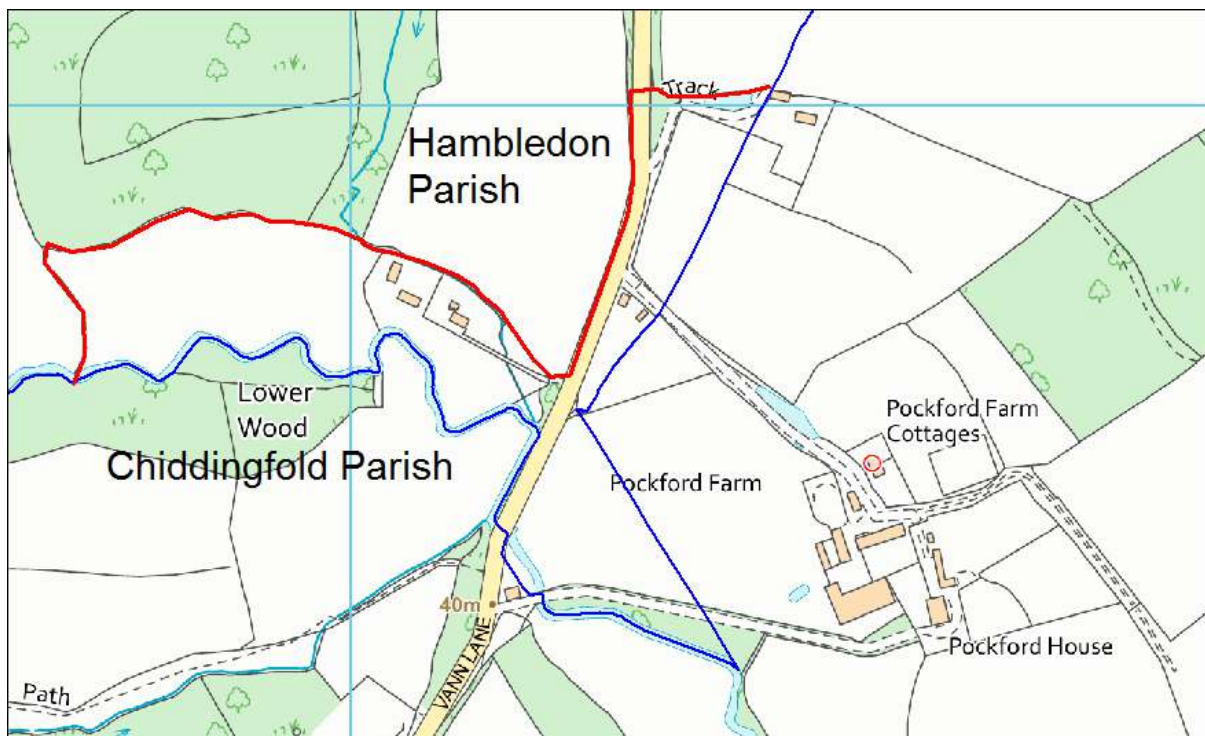 Track
Hambledon
Parish
Lower
Wood
Pockford Farm
Cottages
Chiddingfold Parish
Pockford Farm
40m
VANN LANE
Pockford House
Path